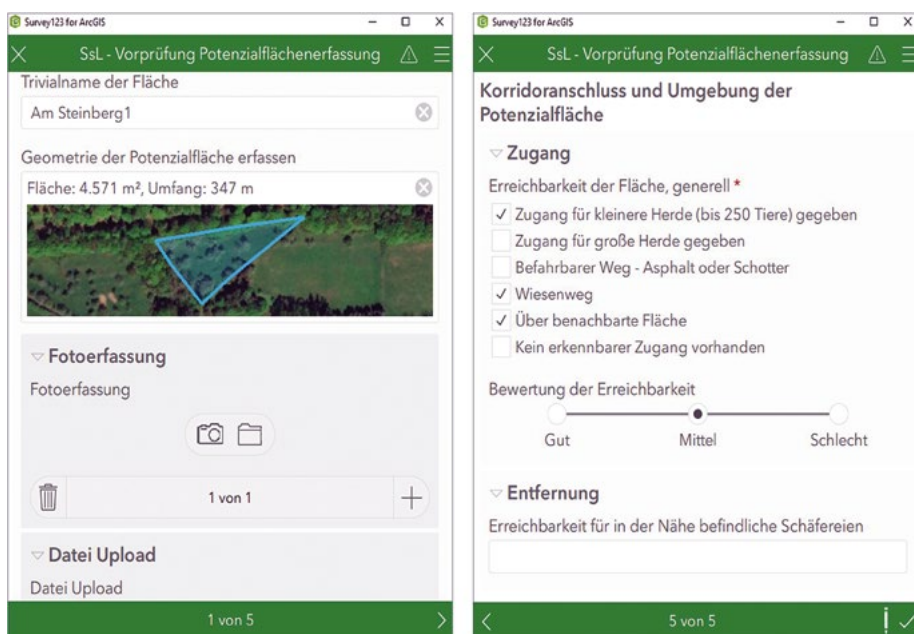 Survey123 for ArcGIS
SsL - Vorprüfung Potenzialflächenerfassung
Trivialname der Fläche
Am Steinberg1
Geometrie der Potenzialfläche erfassen
Fläche: 4.571 m², Umfang: 347 m
Fotoerfassung
Fotoerfassung
1 von 1
Datei Upload
Datei Upload
1 von 5
Survey123 for ArcGIS
SsL - Vorprüfung Potenzialflächenerfassung
Korridoranschluss und Umgebung der
Potenzialfläche
Zugang
Erreichbarkeit der Fläche, generell *
Zugang für kleinere Herde (bis 250 Tiere) gegeben
Zugang für große Herde gegeben
Befahrbarer Weg - Asphalt oder Schotter
Wiesenweg
Über benachbarte Fläche
Kein erkennbarer Zugang vorhanden
Bewertung der Erreichbarkeit
Gut Mittel Schlecht
Entfernung
Erreichbarkeit für in der Nähe befindliche Schäfereien
5 von 5